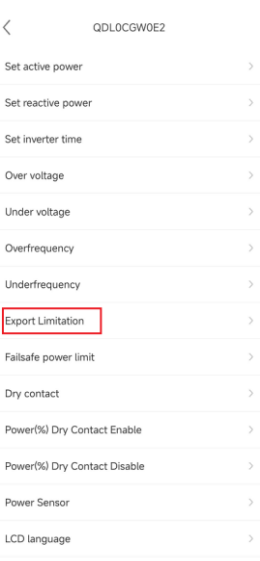 QDL0CGW0E2
Set active power
Set reactive power
Set inverter time
Over voltage
Under voltage
Overfrequency
Underfrequency
Export Limitation
Failsafe power limit
Dry contact
Power(%) Dry Contact Enable
Power(%) Dry Contact Disable
Power Sensor
LCD language